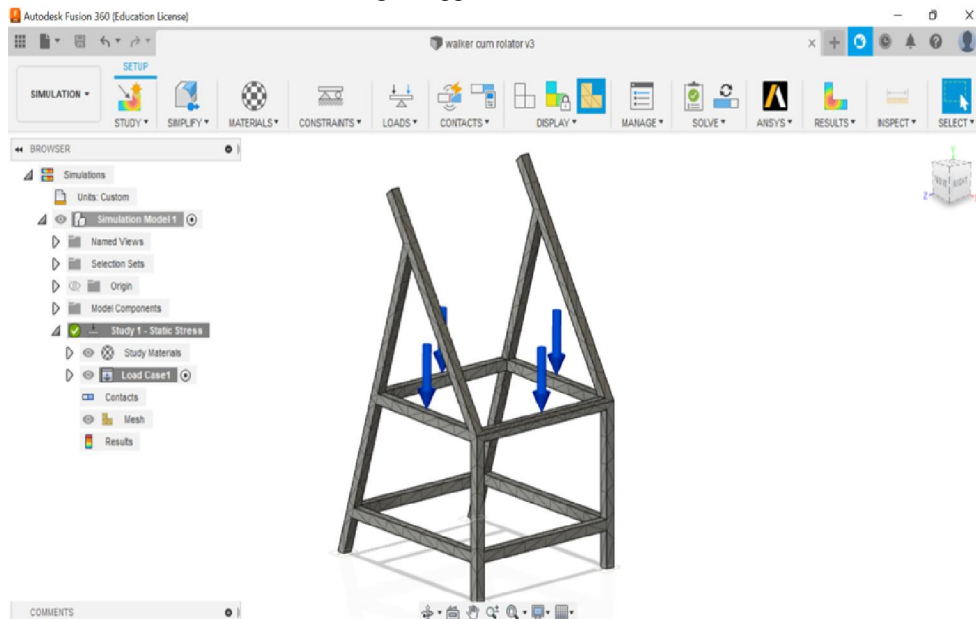 Autodesk Fusion 360 (Education License)
walker cum rolator v3
SETUP
SIMULATION
STUDY SIMPLIFY MATERIALS CONSTRAINTS LOADS CONTACTS DISPLAY MANAGE SOLVE ANSYS RESULTS INSPECT SELECT
BROWSER
Simulations
Units: Custom
Simulation Model 1
Named Views
Selection Sets
Origin
Model Components
Study 1 - Static Stress
Study Materials
Load Case1
Contacts
Mesh
Results
Y
RIGHT
Z
COMMENTS